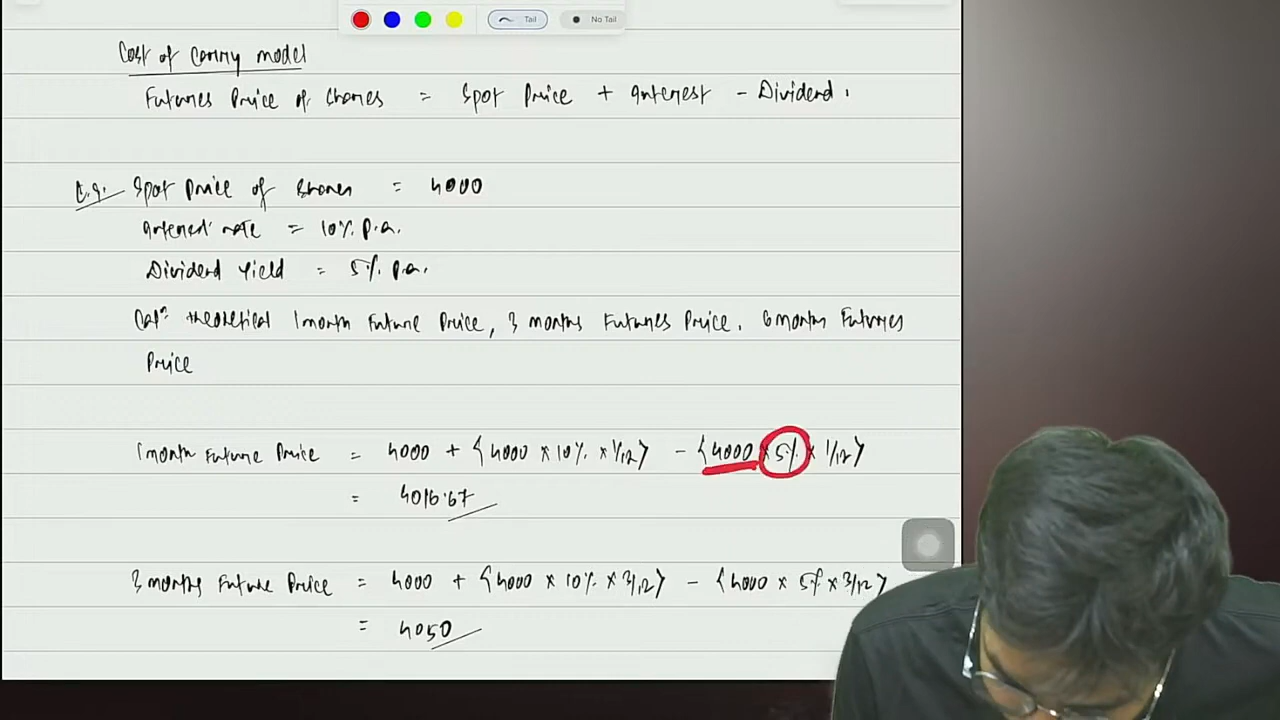 Tail
No Tail
Cost of Carry model
Futures Price of Shares = Spot Price + Interest - Dividend.
E.g. Spot Price of Shares = 4000
Interest rate = 10% p.a.
Dividend Yield = 5% p.a.
Calⁿ theoretical 1 month Future Price, 3 months Futures Price. 6 months Futures
Price
1 month Future Price = 4000 + {4000 × 10% × 1/12} - {4000 × 5% × 1/12}
= 4016.67
3 months Future Price = 4000 + {4000 × 10% × 3/12} - {4000 × 5% × 3/12}
= 4050